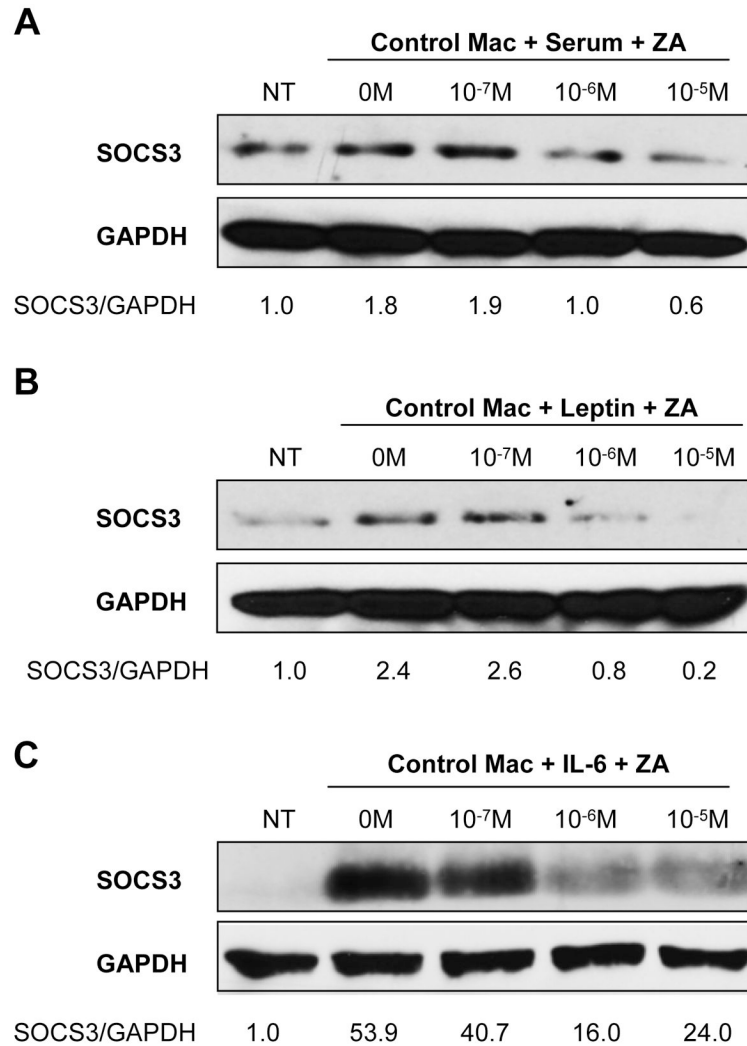 A
Control Mac + Serum + ZA
NT 0M 10⁻⁷M 10⁻⁶M 10⁻⁵M
SOCS3
GAPDH
SOCS3/GAPDH 1.0 1.8 1.9 1.0 0.6
B
Control Mac + Leptin + ZA
NT 0M 10⁻⁷M 10⁻⁶M 10⁻⁵M
SOCS3
GAPDH
SOCS3/GAPDH 1.0 2.4 2.6 0.8 0.2
C
Control Mac + IL-6 + ZA
NT 0M 10⁻⁷M 10⁻⁶M 10⁻⁵M
SOCS3
GAPDH
SOCS3/GAPDH 1.0 53.9 40.7 16.0 24.0